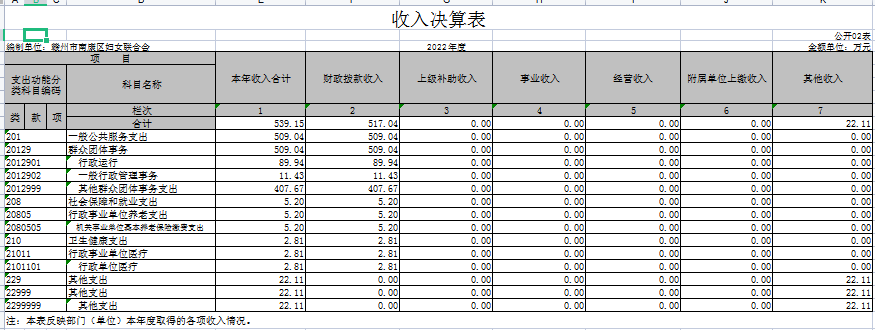 收入决算表
公开02表
编制单位：赣州市南康区妇女联合会 2022年度 金额单位：万元
项 目 本年收入合计 财政拨款收入 上级补助收入 事业收入 经营收入 附属单位上缴收入 其他收入
支出功能分类科目编码 科目名称
类 款 项 栏次 1 2 3 4 5 6 7
合计 539.15 517.04 0.00 0.00 0.00 0.00 22.11
201 一般公共服务支出 509.04 509.04 0.00 0.00 0.00 0.00 0.00
20129 群众团体事务 509.04 509.04 0.00 0.00 0.00 0.00 0.00
2012901 行政运行 89.94 89.94 0.00 0.00 0.00 0.00 0.00
2012902 一般行政管理事务 11.43 11.43 0.00 0.00 0.00 0.00 0.00
2012999 其他群众团体事务支出 407.67 407.67 0.00 0.00 0.00 0.00 0.00
208 社会保障和就业支出 5.20 5.20 0.00 0.00 0.00 0.00 0.00
20805 行政事业单位养老支出 5.20 5.20 0.00 0.00 0.00 0.00 0.00
2080505 机关事业单位基本养老保险缴费支出 5.20 5.20 0.00 0.00 0.00 0.00 0.00
210 卫生健康支出 2.81 2.81 0.00 0.00 0.00 0.00 0.00
21011 行政事业单位医疗 2.81 2.81 0.00 0.00 0.00 0.00 0.00
2101101 行政单位医疗 2.81 2.81 0.00 0.00 0.00 0.00 0.00
229 其他支出 22.11 0.00 0.00 0.00 0.00 0.00 22.11
22999 其他支出 22.11 0.00 0.00 0.00 0.00 0.00 22.11
2299999 其他支出 22.11 0.00 0.00 0.00 0.00 0.00 22.11
注：本表反映部门（单位）本年度取得的各项收入情况。